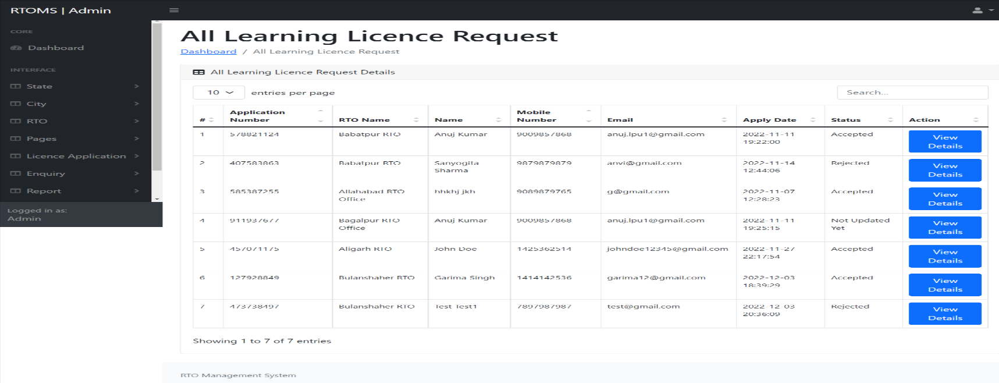 RTOMS | Admin
CORE
Dashboard
INTERFACE
State
City
RTO
Pages
Licence Application
Enquiry
Report
Logged in as:
Admin
All Learning Licence Request
Dashboard / All Learning Licence Request
All Learning Licence Request Details
10 entries per page
Search...
# Application Number RTO Name Name Mobile Number Email Apply Date Status Action
1 578821124 Babatpur RTO Anuj Kumar 9009857868 anuj.lpu1@gmail.com 2022-11-11 19:22:00 Accepted View Details
2 407583863 Babatpur RTO Sanyogita Sharma 9879879879 anvi@gmail.com 2022-11-14 12:44:06 Rejected View Details
3 585387255 Allahabad RTO Office hhkhj jkh 9089879765 g@gmail.com 2022-11-07 12:28:23 Accepted View Details
4 911937677 Bagalpur RTO Office Anuj Kumar 9009857868 anuj.lpu1@gmail.com 2022-11-11 19:25:15 Not Updated Yet View Details
5 457071175 Aligarh RTO John Doe 1425362514 johndoe12345@gmail.com 2022-11-27 22:17:54 Accepted View Details
6 127928849 Bulanshaher RTO Garima Singh 1414142536 garima12@gmail.com 2022-12-03 18:39:29 Accepted View Details
7 473738497 Bulanshaher RTO Test Test1 7897987987 test@gmail.com 2022-12-03 20:36:09 Rejected View Details
Showing 1 to 7 of 7 entries
RTO Management System